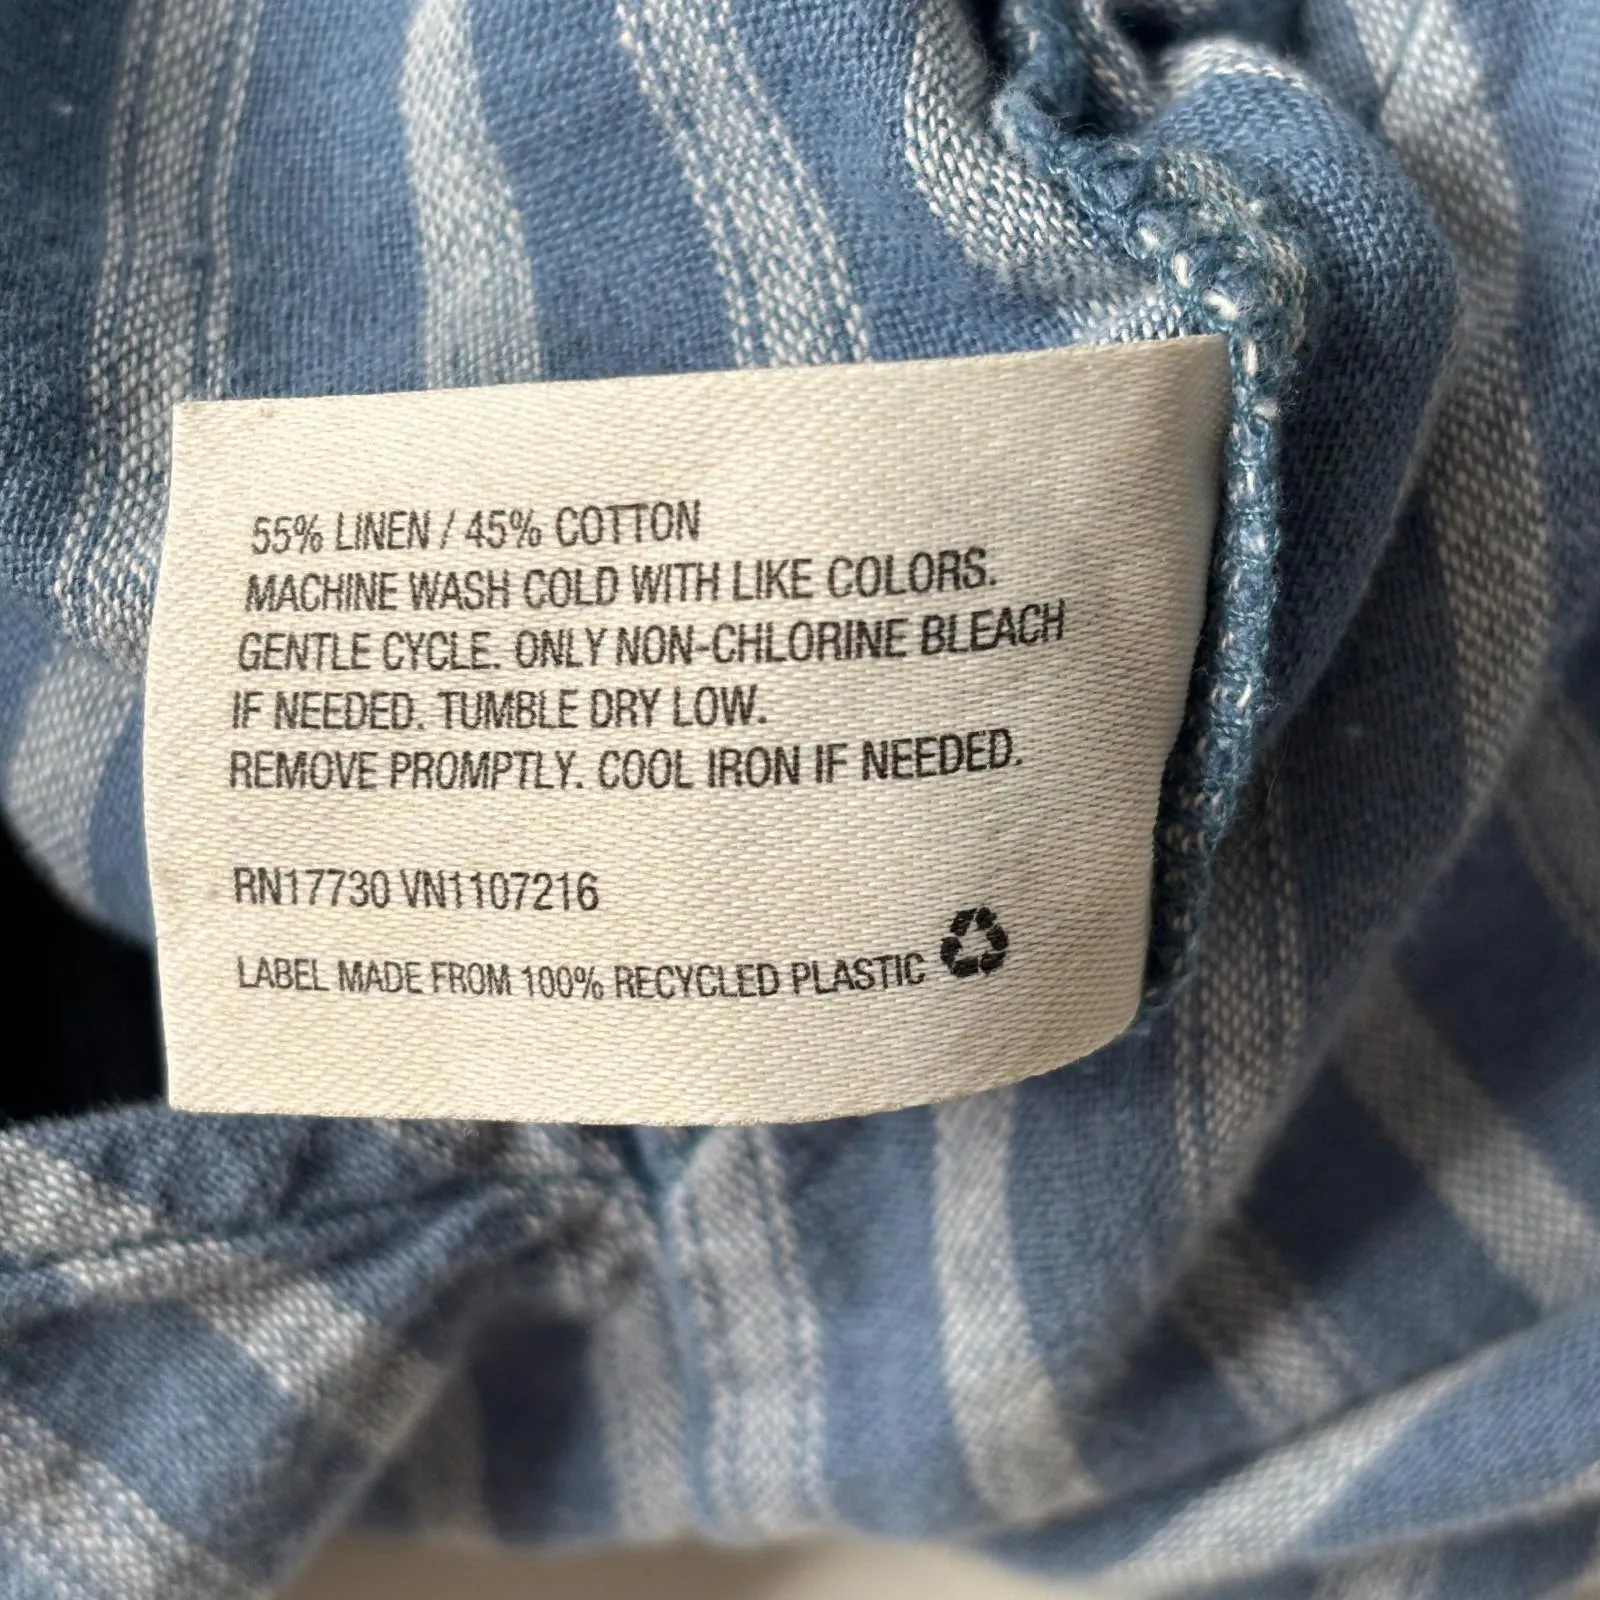 55% LINEN / 45% COTTON
MACHINE WASH COLD WITH LIKE COLORS.
GENTLE CYCLE. ONLY NON-CHLORINE BLEACH
IF NEEDED. TUMBLE DRY LOW.
REMOVE PROMPTLY. COOL IRON IF NEEDED.
RN17730 VN1107216
LABEL MADE FROM 100% RECYCLED PLASTIC